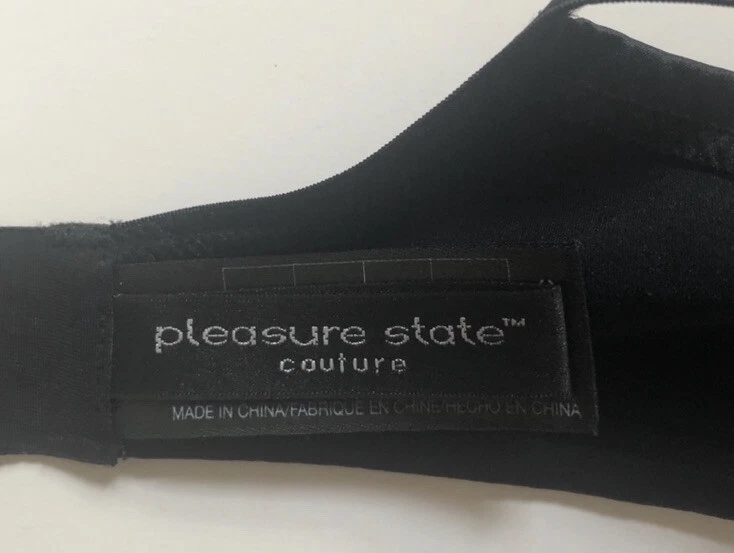 pleasure state™
couture
MADE IN CHINA/FABRIQUE EN CHINE/HECHO EN CHINA